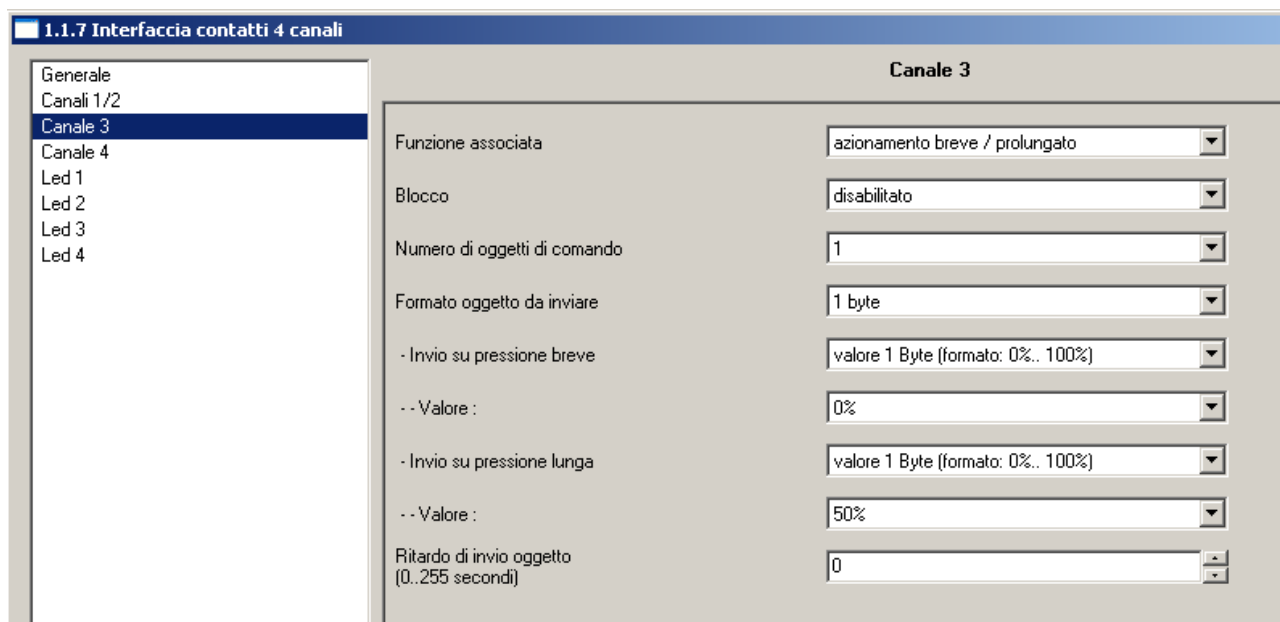 1.1.7 Interfaccia contatti 4 canali
Generale
Canali 1/2
Canale 3
Canale 4
Led 1
Led 2
Led 3
Led 4
Canale 3
Funzione associata azionamento breve / prolungato
Blocco disabilitato
Numero di oggetti di comando 1
Formato oggetto da inviare 1 byte
- Invio su pressione breve valore 1 Byte (formato: 0%.. 100%)
- - Valore : 0%
- Invio su pressione lunga valore 1 Byte (formato: 0%.. 100%)
- - Valore : 50%
Ritardo di invio oggetto
(0..255 secondi) 0